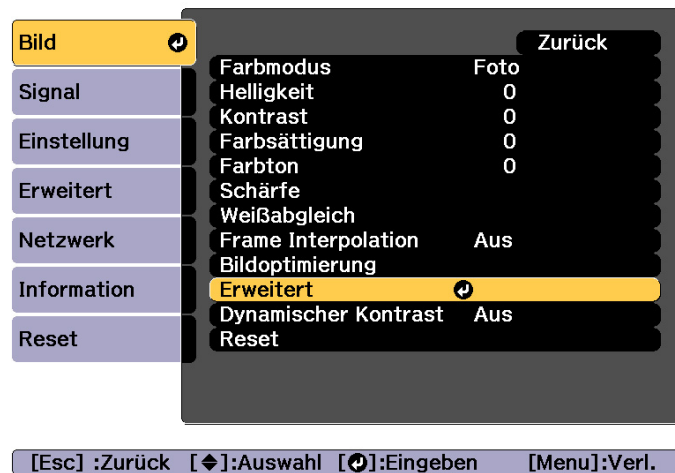 Bild
Signal
Einstellung
Erweitert
Netzwerk
Information
Reset
Zurück
Farbmodus Foto
Helligkeit 0
Kontrast 0
Farbsättigung 0
Farbton 0
Schärfe
Weißabgleich
Frame Interpolation Aus
Bildoptimierung
Erweitert
Dynamischer Kontrast Aus
Reset
[Esc] :Zurück [◆]:Auswahl [↵]:Eingeben [Menu]:Verl.